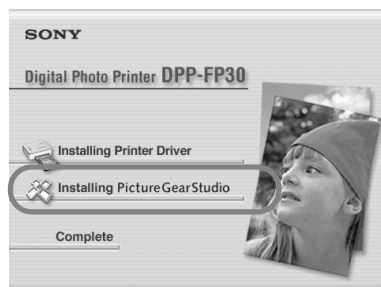 SONY
Digital Photo Printer DPP-FP30
Installing Printer Driver
Installing PictureGearStudio
Complete